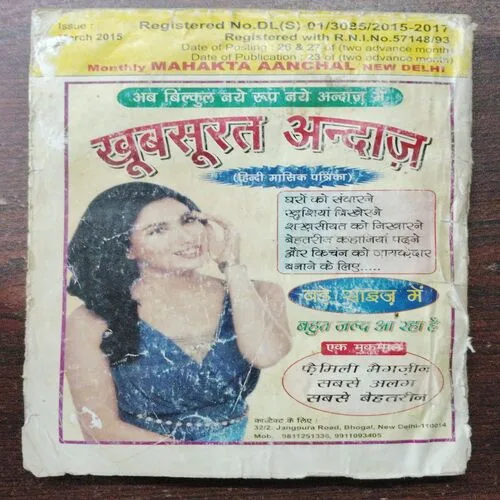 Issue :
March 2015
Registered No.DL(S)-01/3085/2015-2017
Registered with R.N.I.No.57148/93
Date of Posting : 26 & 27 of (two advance month)
Date of Publication : 23 of (two advance month)
Monthly MAHAKTA AANCHAL NEW DELHI
अब बिल्कुल नये रूप नये अन्दाज़ में
खूबसूरत अन्दाज़
(हिन्दी मासिक पत्रिका)
घरों को संवारने
खुशियां बिखेरने
शख़्सीयत को निखारने
बेहतरीन कहानियां पढ़ने
और किचन को जायक़ेदार
बनाने के लिए.....
बड़े साइज़ में
बहुत जल्द आ रहा है
एक मुकम्मल
फ़ैमिली मैगज़ीन
सबसे अलग
सबसे बेहतरीन
कान्टैक्ट के लिए :
32/2, Jangpura Road, Bhogal, New Delhi-110014
Mob. 9811251335, 9911093405